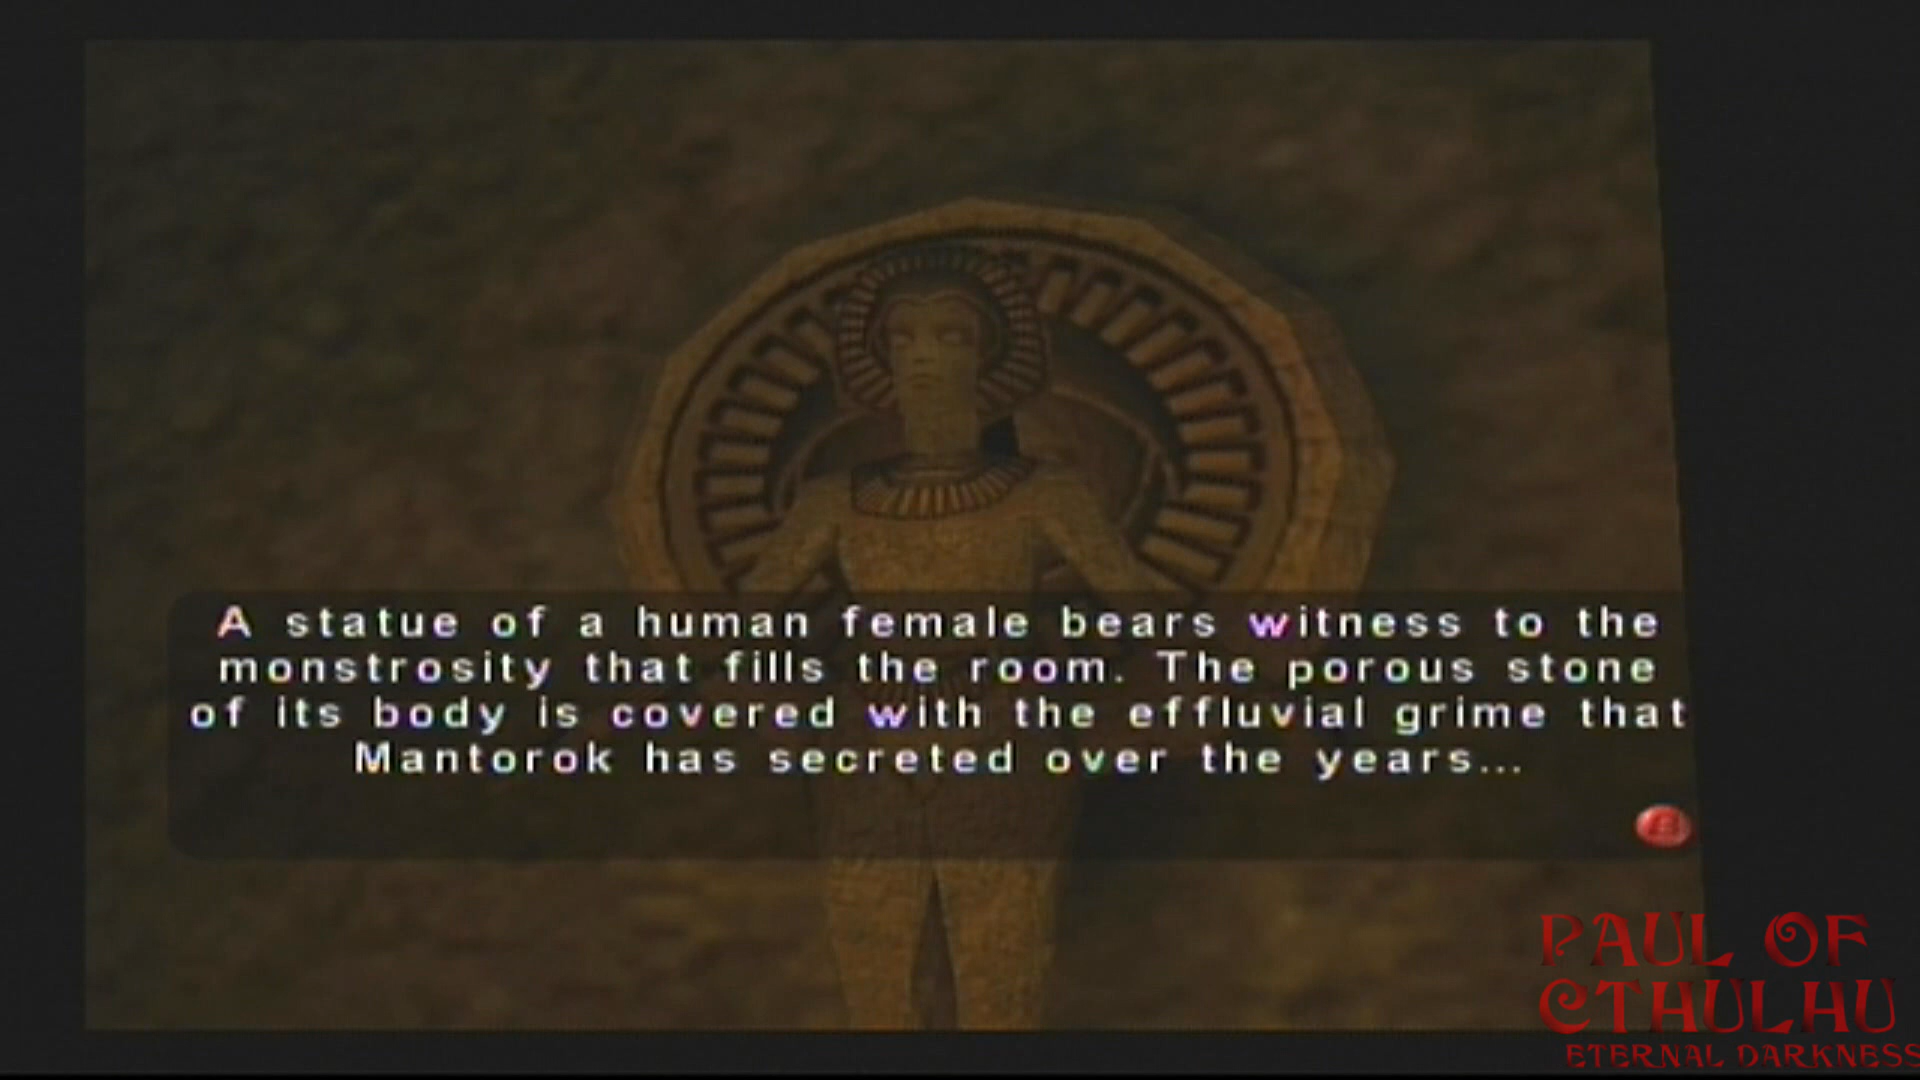 A statue of a human female bears witness to the
monstrosity that fills the room. The porous stone
of its body is covered with the effluvial grime that
Mantorok has secreted over the years...
B
PAUL OF
CTHULHU
ETERNAL DARKNESS